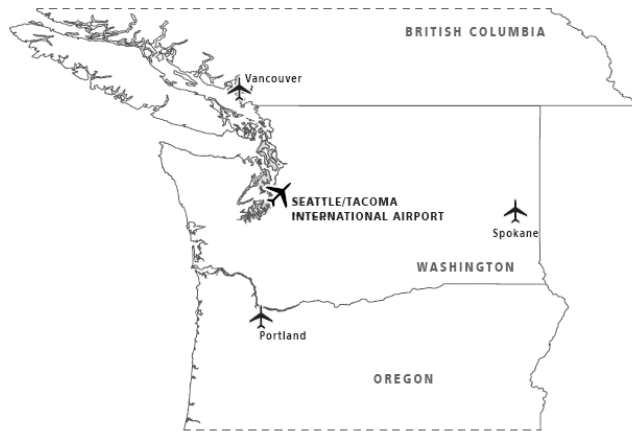 BRITISH COLUMBIA
Vancouver
SEATTLE/TACOMA
INTERNATIONAL AIRPORT
Spokane
WASHINGTON
Portland
OREGON